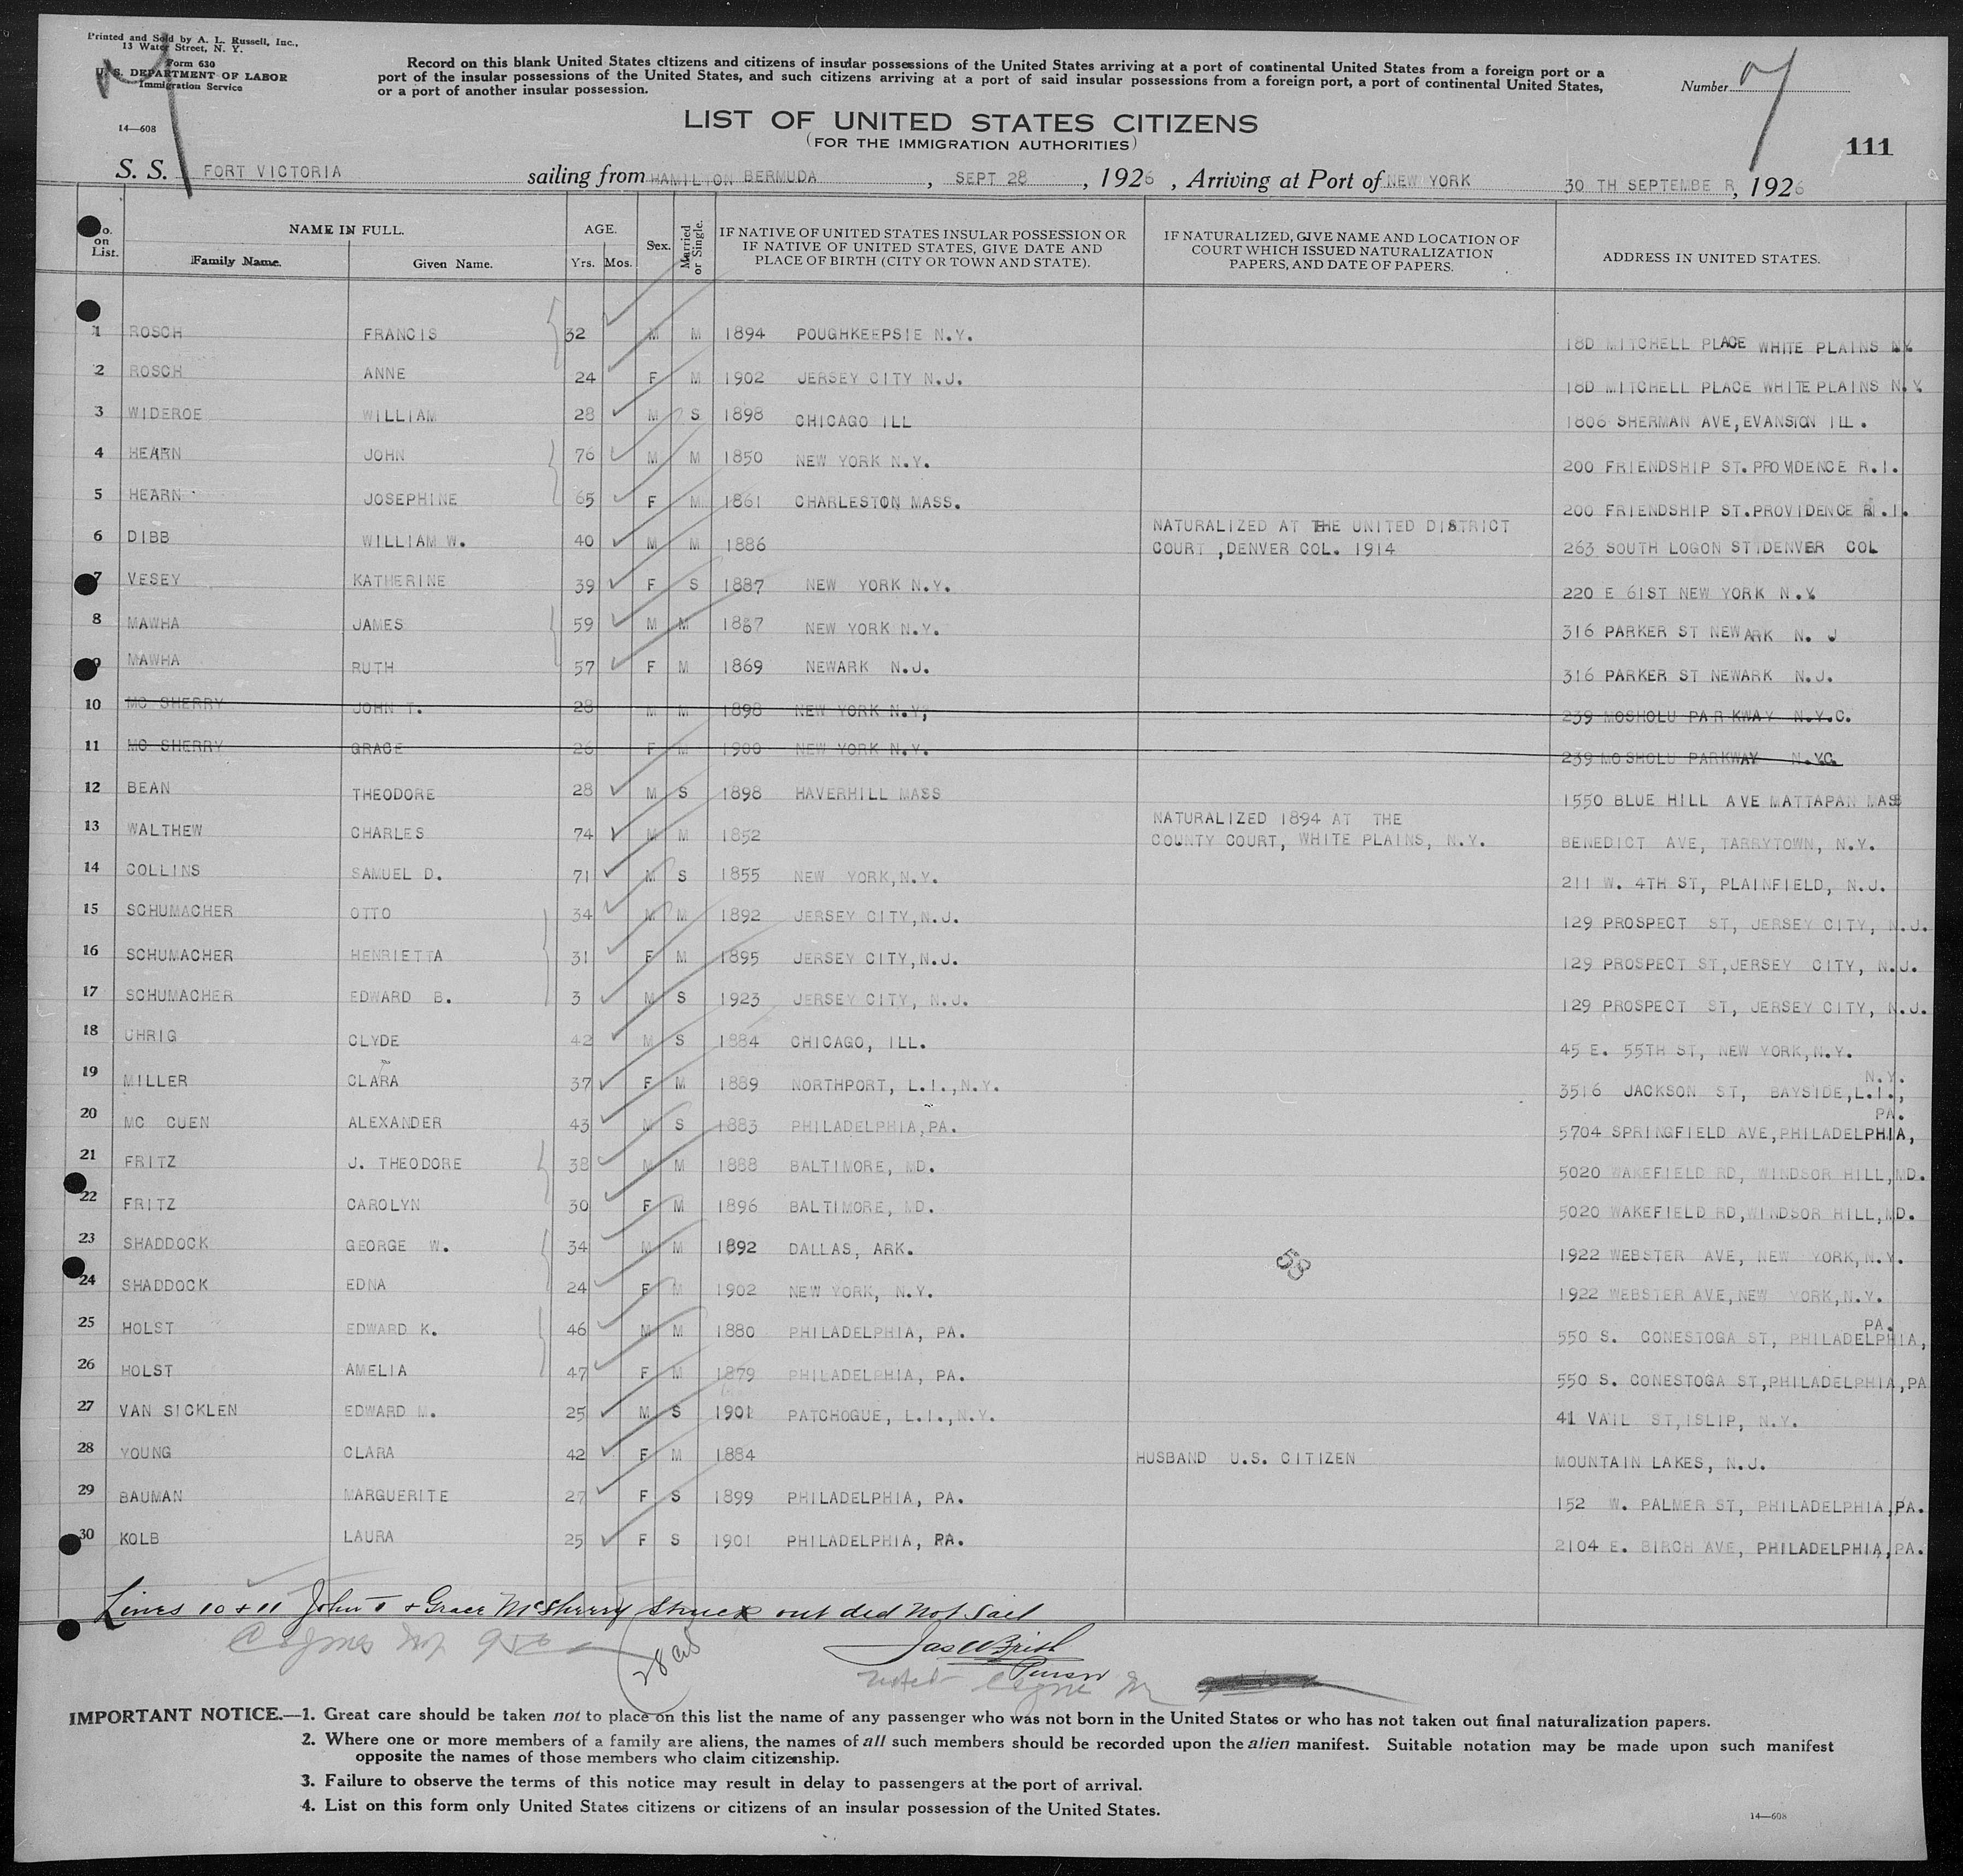 Printed and Sold by A. L. Russell, Inc.,
13 Water Street, N. Y.
Form 630
U. S. DEPARTMENT OF LABOR
Immigration Service
14—608
Record on this blank United States citizens and citizens of insular possessions of the United States arriving at a port of continental United States from a foreign port or a
port of the insular possessions of the United States, and such citizens arriving at a port of said insular possessions from a foreign port, a port of continental United States,
or a port of another insular possession.
Number 7
LIST OF UNITED STATES CITIZENS
(FOR THE IMMIGRATION AUTHORITIES)
111
S. S. FORT VICTORIA sailing from HAMILTON BERMUDA, SEPT 28, 1926, Arriving at Port of NEW YORK 30 TH SEPTEMBE R, 1926
No. on List. NAME IN FULL. Family Name. Given Name. AGE. Yrs. Mos. Sex. Married or Single. IF NATIVE OF UNITED STATES INSULAR POSSESSION OR IF NATIVE OF UNITED STATES, GIVE DATE AND PLACE OF BIRTH (CITY OR TOWN AND STATE). IF NATURALIZED, GIVE NAME AND LOCATION OF COURT WHICH ISSUED NATURALIZATION PAPERS, AND DATE OF PAPERS. ADDRESS IN UNITED STATES.
1 ROSCH FRANCIS 32 M M 1894 POUGHKEEPSIE N.Y. 18D MITCHELL PLACE WHITE PLAINS N.Y.
2 ROSCH ANNE 24 F M 1902 JERSEY CITY N.J. 18D MITCHELL PLACE WHITE PLAINS N.Y.
3 WIDEROE WILLIAM 28 M S 1898 CHICAGO ILL 1806 SHERMAN AVE,EVANSTON ILL.
4 HEARN JOHN 76 M M 1850 NEW YORK N.Y. 200 FRIENDSHIP ST.PROVIDENCE R.I.
5 HEARN JOSEPHINE 65 F M 1861 CHARLESTON MASS. 200 FRIENDSHIP ST.PROVIDENCE R.I.
6 DIBB WILLIAM W. 40 M M 1886 NATURALIZED AT THE UNITED DISTRICT COURT ,DENVER COL. 1914 263 SOUTH LOGON ST DENVER COL
7 VESEY KATHERINE 39 F S 1887 NEW YORK N.Y. 220 E 61ST NEW YORK N.Y.
8 MAWHA JAMES 59 M M 1867 NEW YORK N.Y. 316 PARKER ST NEWARK N. J
9 MAWHA RUTH 57 F M 1869 NEWARK N.J. 316 PARKER ST NEWARK N.J.
10 MC SHERRY JOHN T. 28 M M 1898 NEW YORK N.Y, 239 MOSHOLU PARKWAY N.Y.C.
11 MC SHERRY GRACE 26 F M 1900 NEW YORK N.Y. 239 MOSHOLU PARKWAY N.Y.C.
12 BEAN THEODORE 28 M S 1898 HAVERHILL MASS 1550 BLUE HILL AVE MATTAPAN MASS
13 WALTHEW CHARLES 74 M M 1852 NATURALIZED 1894 AT THE COUNTY COURT, WHITE PLAINS, N.Y. BENEDICT AVE, TARRYTOWN, N.Y.
14 COLLINS SAMUEL D. 71 M S 1855 NEW YORK,N.Y. 211 W. 4TH ST, PLAINFIELD, N.J.
15 SCHUMACHER OTTO 34 M M 1892 JERSEY CITY,N.J. 129 PROSPECT ST, JERSEY CITY, N.J.
16 SCHUMACHER HENRIETTA 31 F M 1895 JERSEY CITY,N.J. 129 PROSPECT ST,JERSEY CITY, N.J.
17 SCHUMACHER EDWARD B. 3 M S 1923 JERSEY CITY, N.J. 129 PROSPECT ST, JERSEY CITY, N.J.
18 UHRIG CLYDE 42 M S 1884 CHICAGO, ILL. 45 E. 55TH ST, NEW YORK,N.Y.
19 MILLER CLARA 37 F M 1889 NORTHPORT, L.I.,N.Y. 3516 JACKSON ST, BAYSIDE,L.I., N.Y.
20 MC CUEN ALEXANDER 43 M S 1883 PHILADELPHIA,PA. 5704 SPRINGFIELD AVE,PHILADELPHIA, PA.
21 FRITZ J. THEODORE 38 M M 1888 BALTIMORE, MD. 5020 WAKEFIELD RD, WINDSOR HILL,MD.
22 FRITZ CAROLYN 30 F M 1896 BALTIMORE, MD. 5020 WAKEFIELD RD,WINDSOR HILL,MD.
23 SHADDOCK GEORGE W. 34 M M 1892 DALLAS, ARK. 1922 WEBSTER AVE, NEW YORK,N.Y.
24 SHADDOCK EDNA 24 F M 1902 NEW YORK, N.Y. 1922 WEBSTER AVE,NEW YORK,N.Y.
53
25 HOLST EDWARD K. 46 M M 1880 PHILADELPHIA, PA. 550 S. CONESTOGA ST, PHILADELPHIA, PA.
26 HOLST AMELIA 47 F M 1879 PHILADELPHIA, PA. 550 S. CONESTOGA ST,PHILADELPHIA,PA
27 VAN SICKLEN EDWARD M. 25 M S 1901 PATCHOGUE, L.I.,N.Y. 41 VAIL ST,ISLIP, N.Y.
28 YOUNG CLARA 42 F M 1884 HUSBAND U.S. CITIZEN MOUNTAIN LAKES, N.J.
29 BAUMAN MARGUERITE 27 F S 1899 PHILADELPHIA, PA. 152 W. PALMER ST, PHILADELPHIA,PA.
30 KOLB LAURA 25 F S 1901 PHILADELPHIA, PA. 2104 E. BIRCH AVE, PHILADELPHIA,PA.
Lines 10 & 11 John T & Grace McSherry struck out did not sail
Purser
IMPORTANT NOTICE.—1. Great care should be taken not to place on this list the name of any passenger who was not born in the United States or who has not taken out final naturalization papers.
2. Where one or more members of a family are aliens, the names of all such members should be recorded upon the alien manifest. Suitable notation may be made upon such manifest
opposite the names of those members who claim citizenship.
3. Failure to observe the terms of this notice may result in delay to passengers at the port of arrival.
4. List on this form only United States citizens or citizens of an insular possession of the United States.
14—608